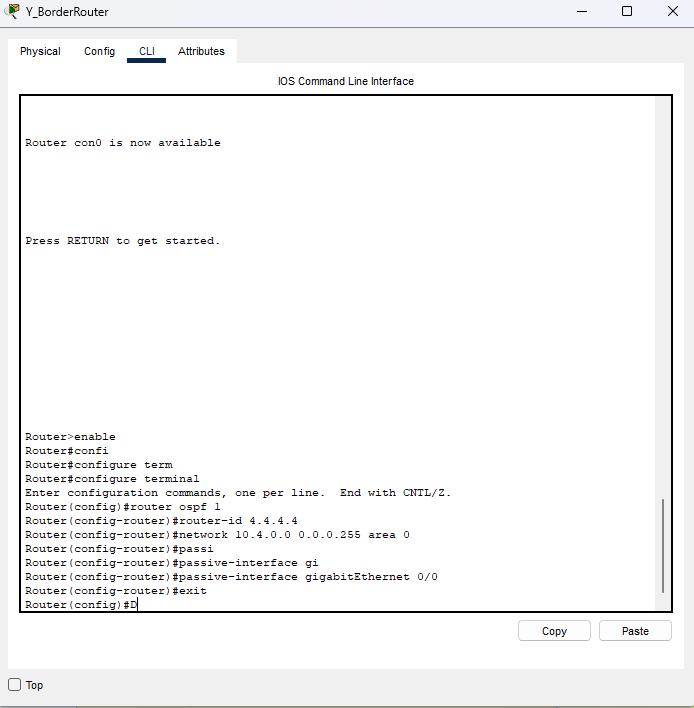 Y_BorderRouter
Physical Config CLI Attributes
IOS Command Line Interface
Router con0 is now available
Press RETURN to get started.
Router>enable
Router#confi
Router#configure term
Router#configure terminal
Enter configuration commands, one per line.  End with CNTL/Z.
Router(config)#router ospf 1
Router(config-router)#router-id 4.4.4.4
Router(config-router)#network 10.4.0.0 0.0.0.255 area 0
Router(config-router)#passi
Router(config-router)#passive-interface gi
Router(config-router)#passive-interface gigabitEthernet 0/0
Router(config-router)#exit
Router(config)#D
Copy Paste
Top